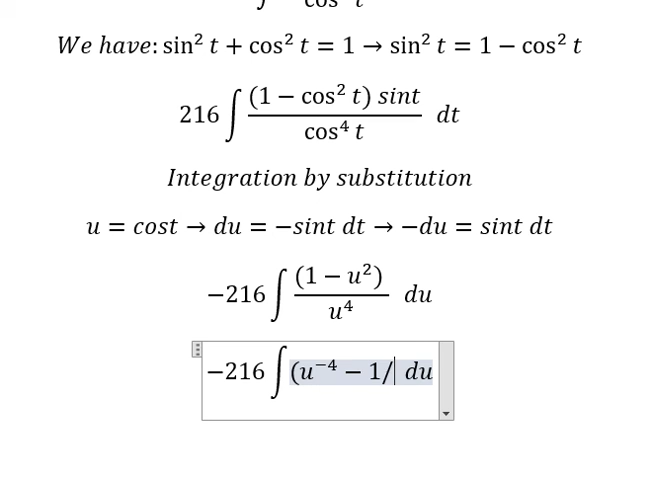 We have: sin² t + cos² t = 1 → sin² t = 1 − cos² t
216 ∫ (1 − cos² t) sint / cos⁴ t dt
Integration by substitution
u = cost → du = −sint dt → −du = sint dt
−216 ∫ (1 − u²) / u⁴ du
−216 ∫ (u⁻⁴ − 1/ du